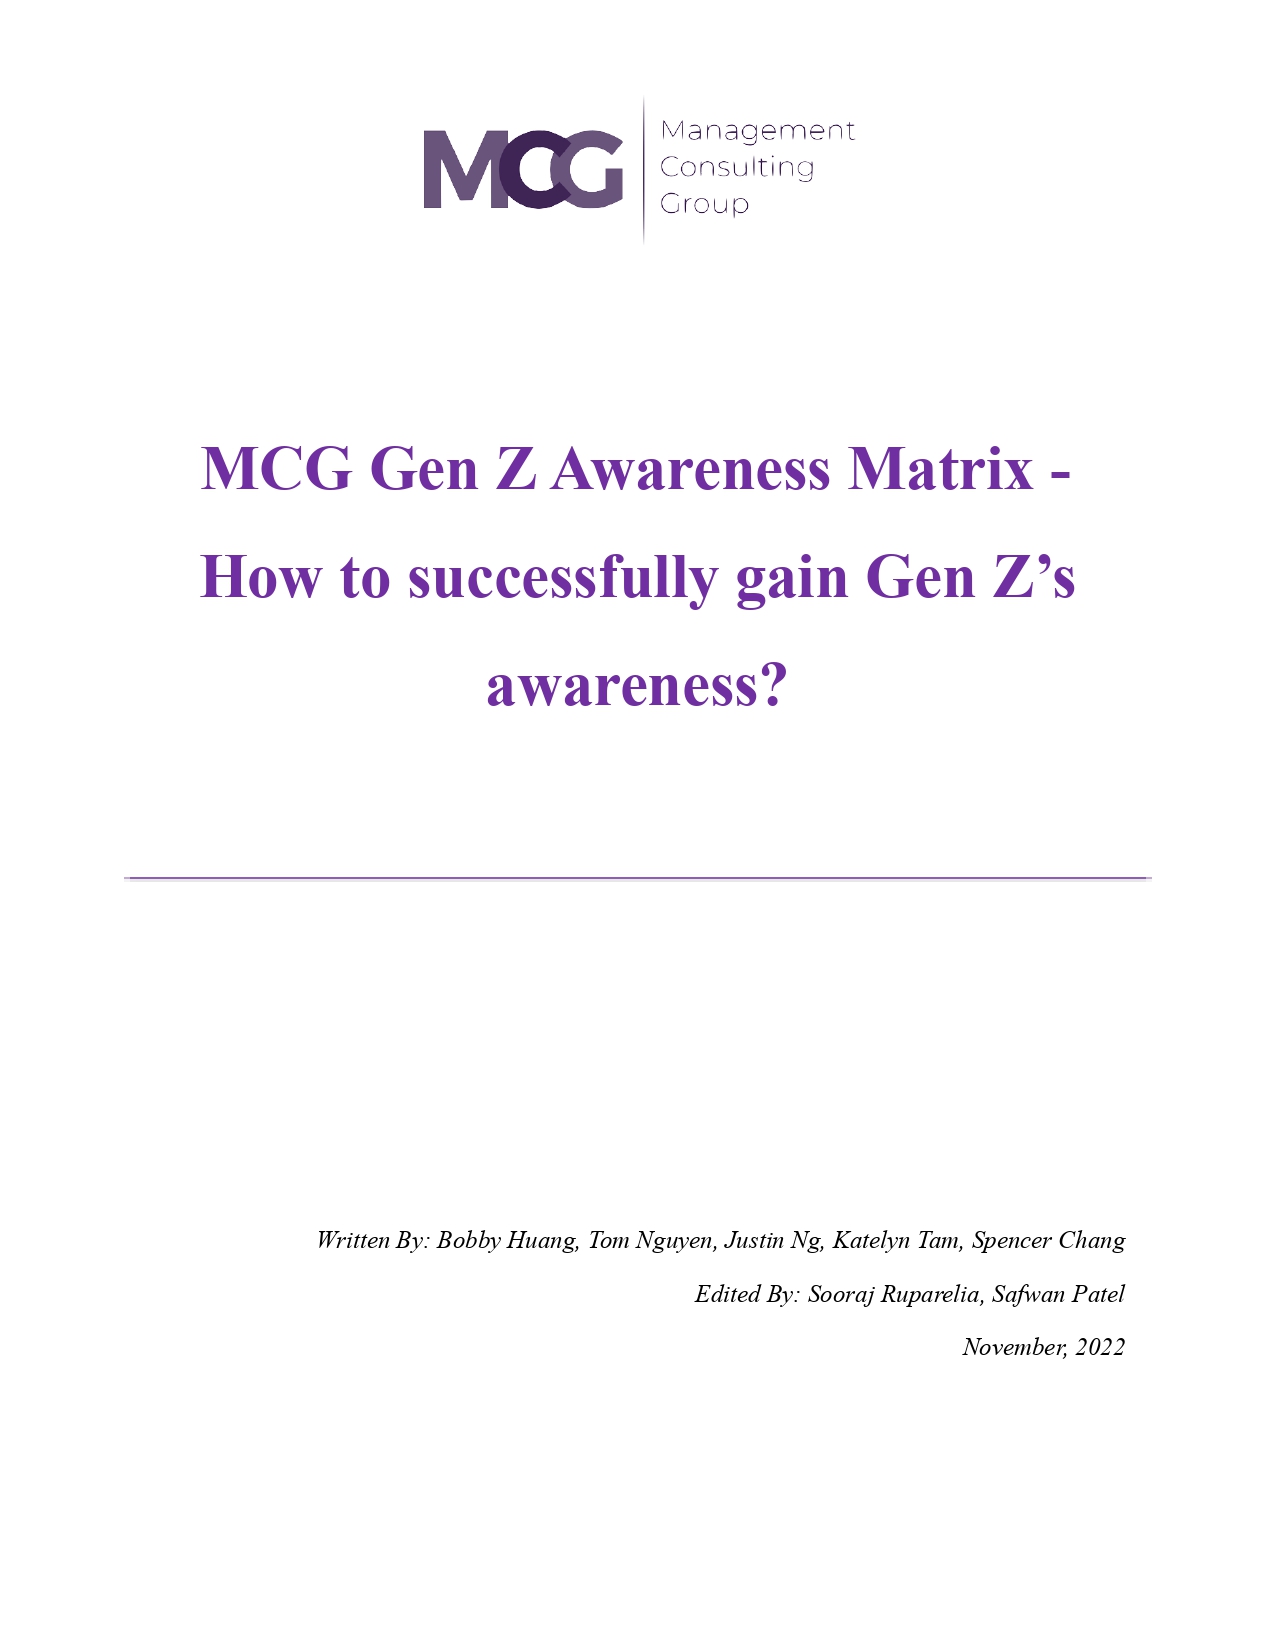 MCG
Management
Consulting
Group
MCG Gen Z Awareness Matrix -
How to successfully gain Gen Z’s
awareness?
Written By: Bobby Huang, Tom Nguyen, Justin Ng, Katelyn Tam, Spencer Chang
Edited By: Sooraj Ruparelia, Safwan Patel
November, 2022